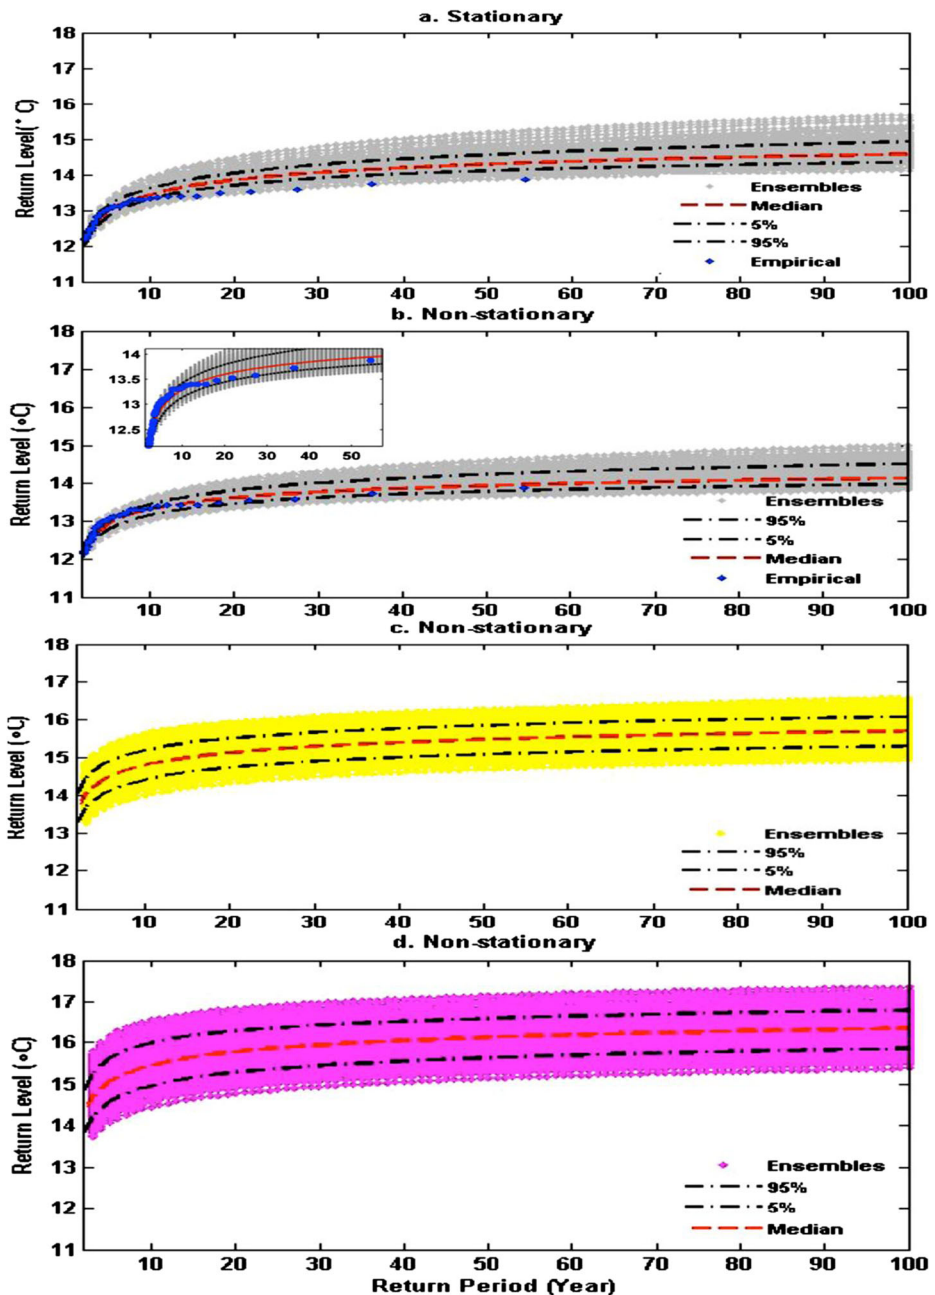 a. Stationary
18
17
16
15
14
13
12
11
Return Level(°C)
Ensembles
Median
5%
95%
Empirical
10 20 30 40 50 60 70 80 90 100
b. Non-stationary
18
17
16
15
14
13
12
11
Return Level (∘C)
14
13.5
13
12.5
10 20 30 40 50
Ensembles
95%
5%
Median
Empirical
10 20 30 40 50 60 70 80 90 100
c. Non-stationary
18
17
16
15
14
13
12
11
Return Level (∘C)
Ensembles
95%
5%
Median
10 20 30 40 50 60 70 80 90 100
d. Non-stationary
18
17
16
15
14
13
12
11
Return Level (∘C)
Ensembles
95%
5%
Median
10 20 30 40 50 60 70 80 90 100
Return Period (Year)